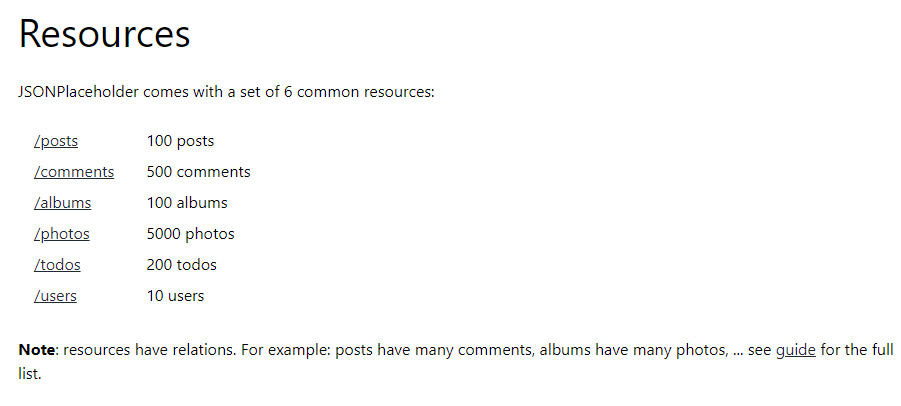 Resources
JSONPlaceholder comes with a set of 6 common resources:
/posts 100 posts
/comments 500 comments
/albums 100 albums
/photos 5000 photos
/todos 200 todos
/users 10 users
Note: resources have relations. For example: posts have many comments, albums have many photos, ... see guide for the full
list.